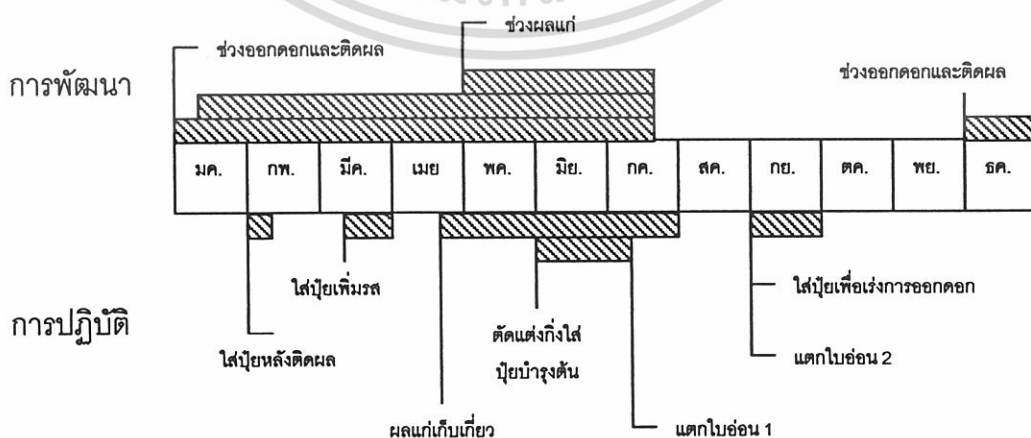 ช่วงผลแก่
ช่วงออกดอกและติดผล
ช่วงออกดอกและติดผล
การพัฒนา
มค. กพ. มีค. เมย พค. มิย. กค. สค. กย. ตค. พย. ธค.
ใส่ปุ๋ยเพิ่มรส
ใส่ปุ๋ยเพื่อเร่งการออกดอก
การปฏิบัติ
ตัดแต่งกิ่งใส่
ปุ๋ยบำรุงต้น
ใส่ปุ๋ยหลังติดผล
แตกใบอ่อน 2
ผลแก่เก็บเกี่ยว
แตกใบอ่อน 1